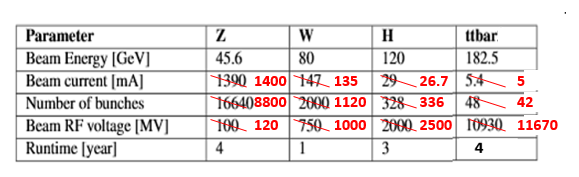 Parameter Z W H ttbar
Beam Energy [GeV] 45.6 80 120 182.5
Beam current [mA] 1390 1400 147 135 29 26.7 5.4 5
Number of bunches 16640 8800 2000 1120 328 336 48 42
Beam RF voltage [MV] 100 120 750 1000 2000 2500 10930 11670
Runtime [year] 4 1 3 4